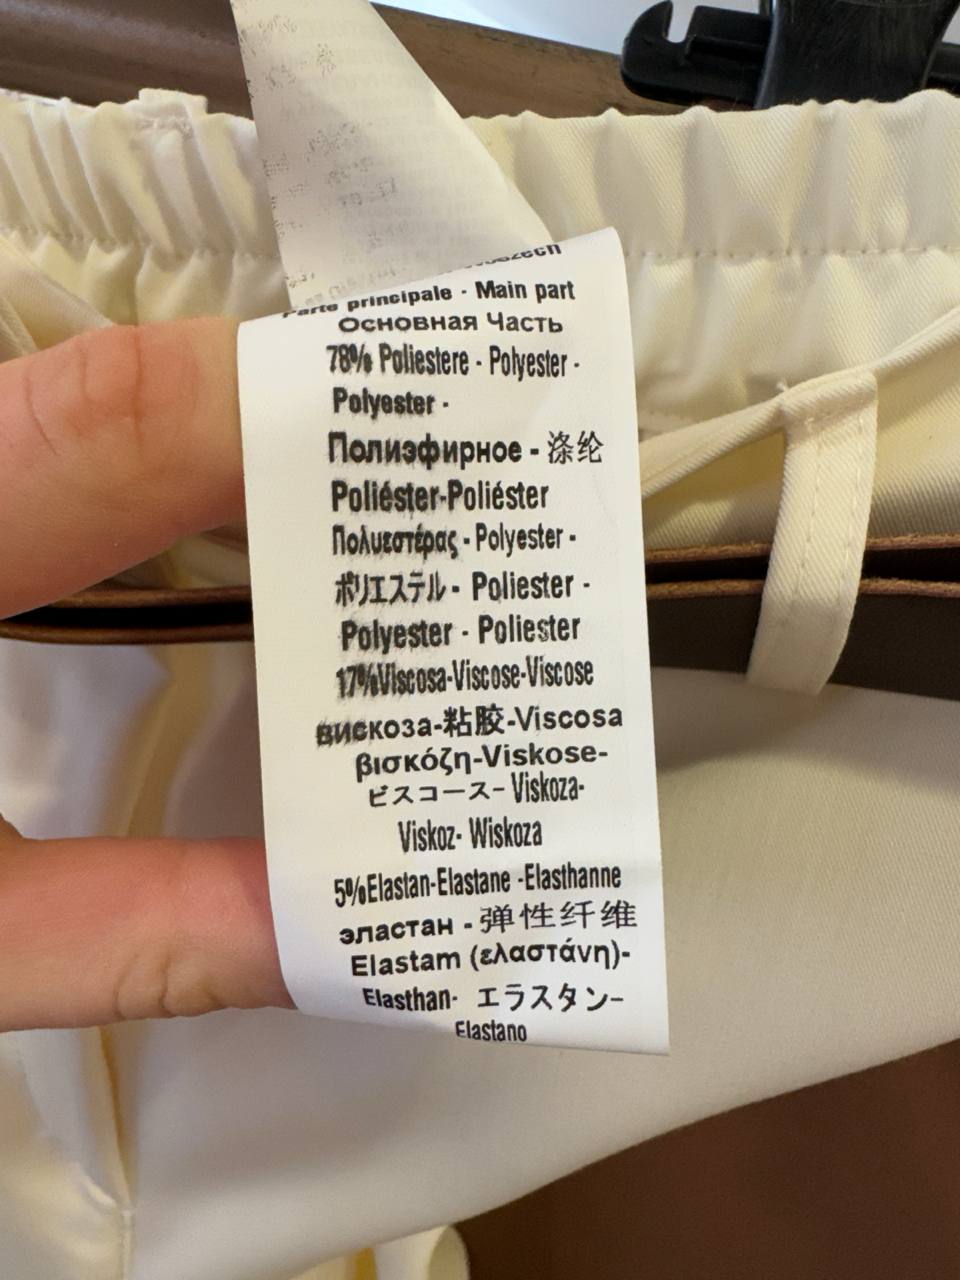 Parte principale - Main part
Основная Часть
78% Poliestere - Polyester -
Polyester -
Полиэфирное - 涤纶
Poliéster-Poliéster
Πολυεστέρας - Polyester -
ポリエステル - Poliester -
Polyester - Poliester
17%Viscosa-Viscose-Viscose
вискоза-粘胶-Viscosa
βισκόζη-Viskose-
ビスコース- Viskoza-
Viskoz- Wiskoza
5%Elastan-Elastane -Elasthanne
эластан - 弹性纤维
Elastam (ελαστάνη)-
Elasthan- エラスタン-
Elastano